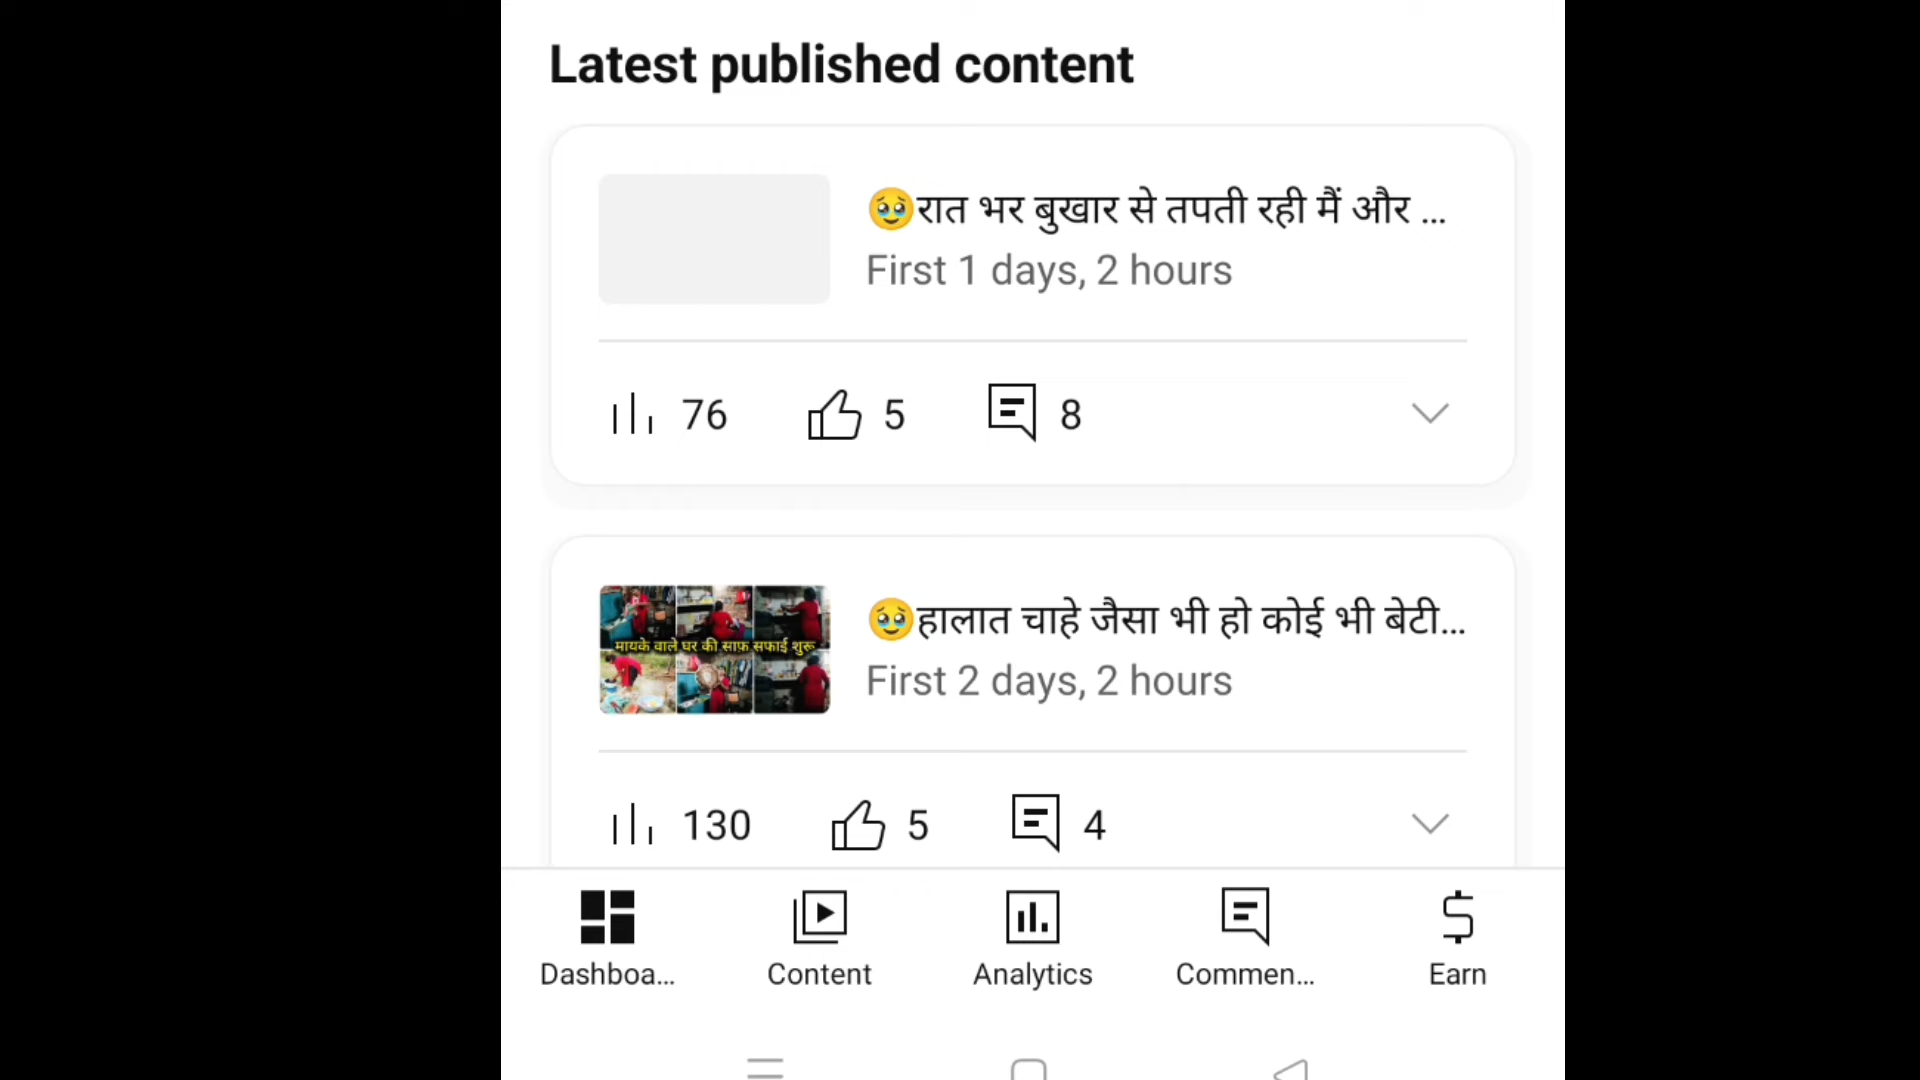 Latest published content
🥹रात भर बुखार से तपती रही मैं और ...
First 1 days, 2 hours
76 5 8
मायके वाले घर की साफ सफाई शुरू
🥹हालात चाहे जैसा भी हो कोई भी बेटी...
First 2 days, 2 hours
130 5 4
Dashboa... Content Analytics Commen... Earn